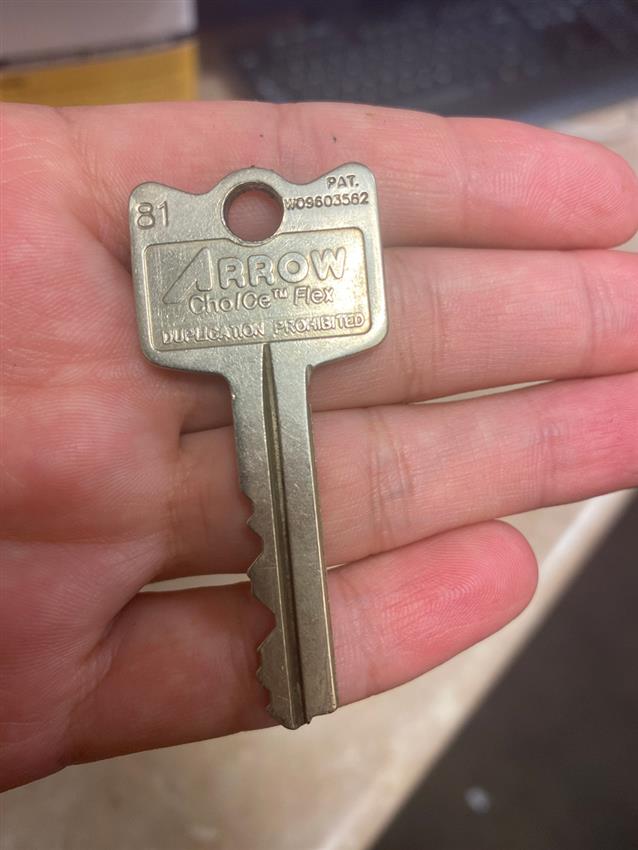 81
PAT.
WO9603562
ARROW
ChoICe™ Flex
DUPLICATION PROHIBITED